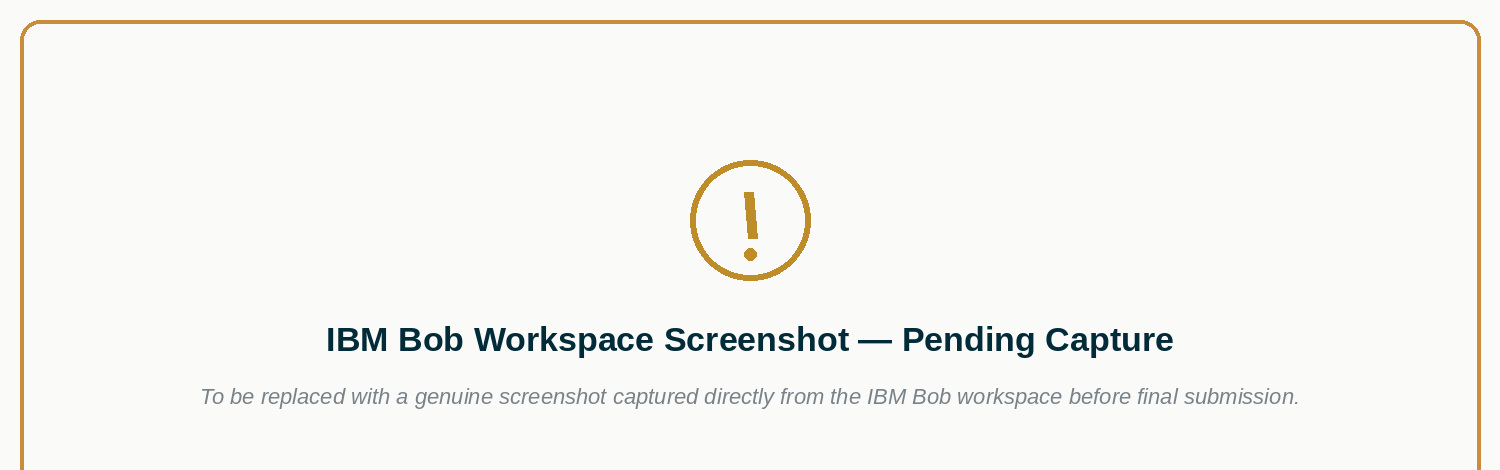 IBM Bob Workspace Screenshot — Pending Capture
To be replaced with a genuine screenshot captured directly from the IBM Bob workspace before final submission.